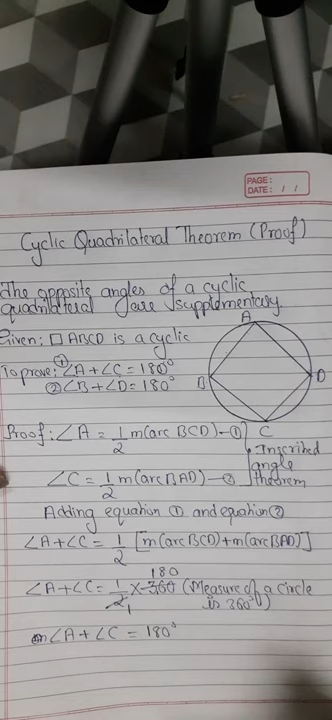 PAGE:
DATE: / /
Cyclic Quadrilateral Theorem (Proof)
The opposite angles of a cyclic
quadrilateral are supplementary.
Given: □ ABCD is a cyclic
To prove: ① ∠A + ∠C = 180°
② ∠B + ∠D = 180°
A
B
D
C
Proof: ∠A = 1/2 m(arc BCD) - ①
∠C = 1/2 m(arc BAD) - ②
Inscribed
angle
theorem
Adding equation ① and equation ②
∠A + ∠C = 1/2 [m(arc BCD) + m(arc BAD)]
180
∠A + ∠C = 1/2 × 360 (Measure of a circle
1
is 360°)
∠A + ∠C = 180°